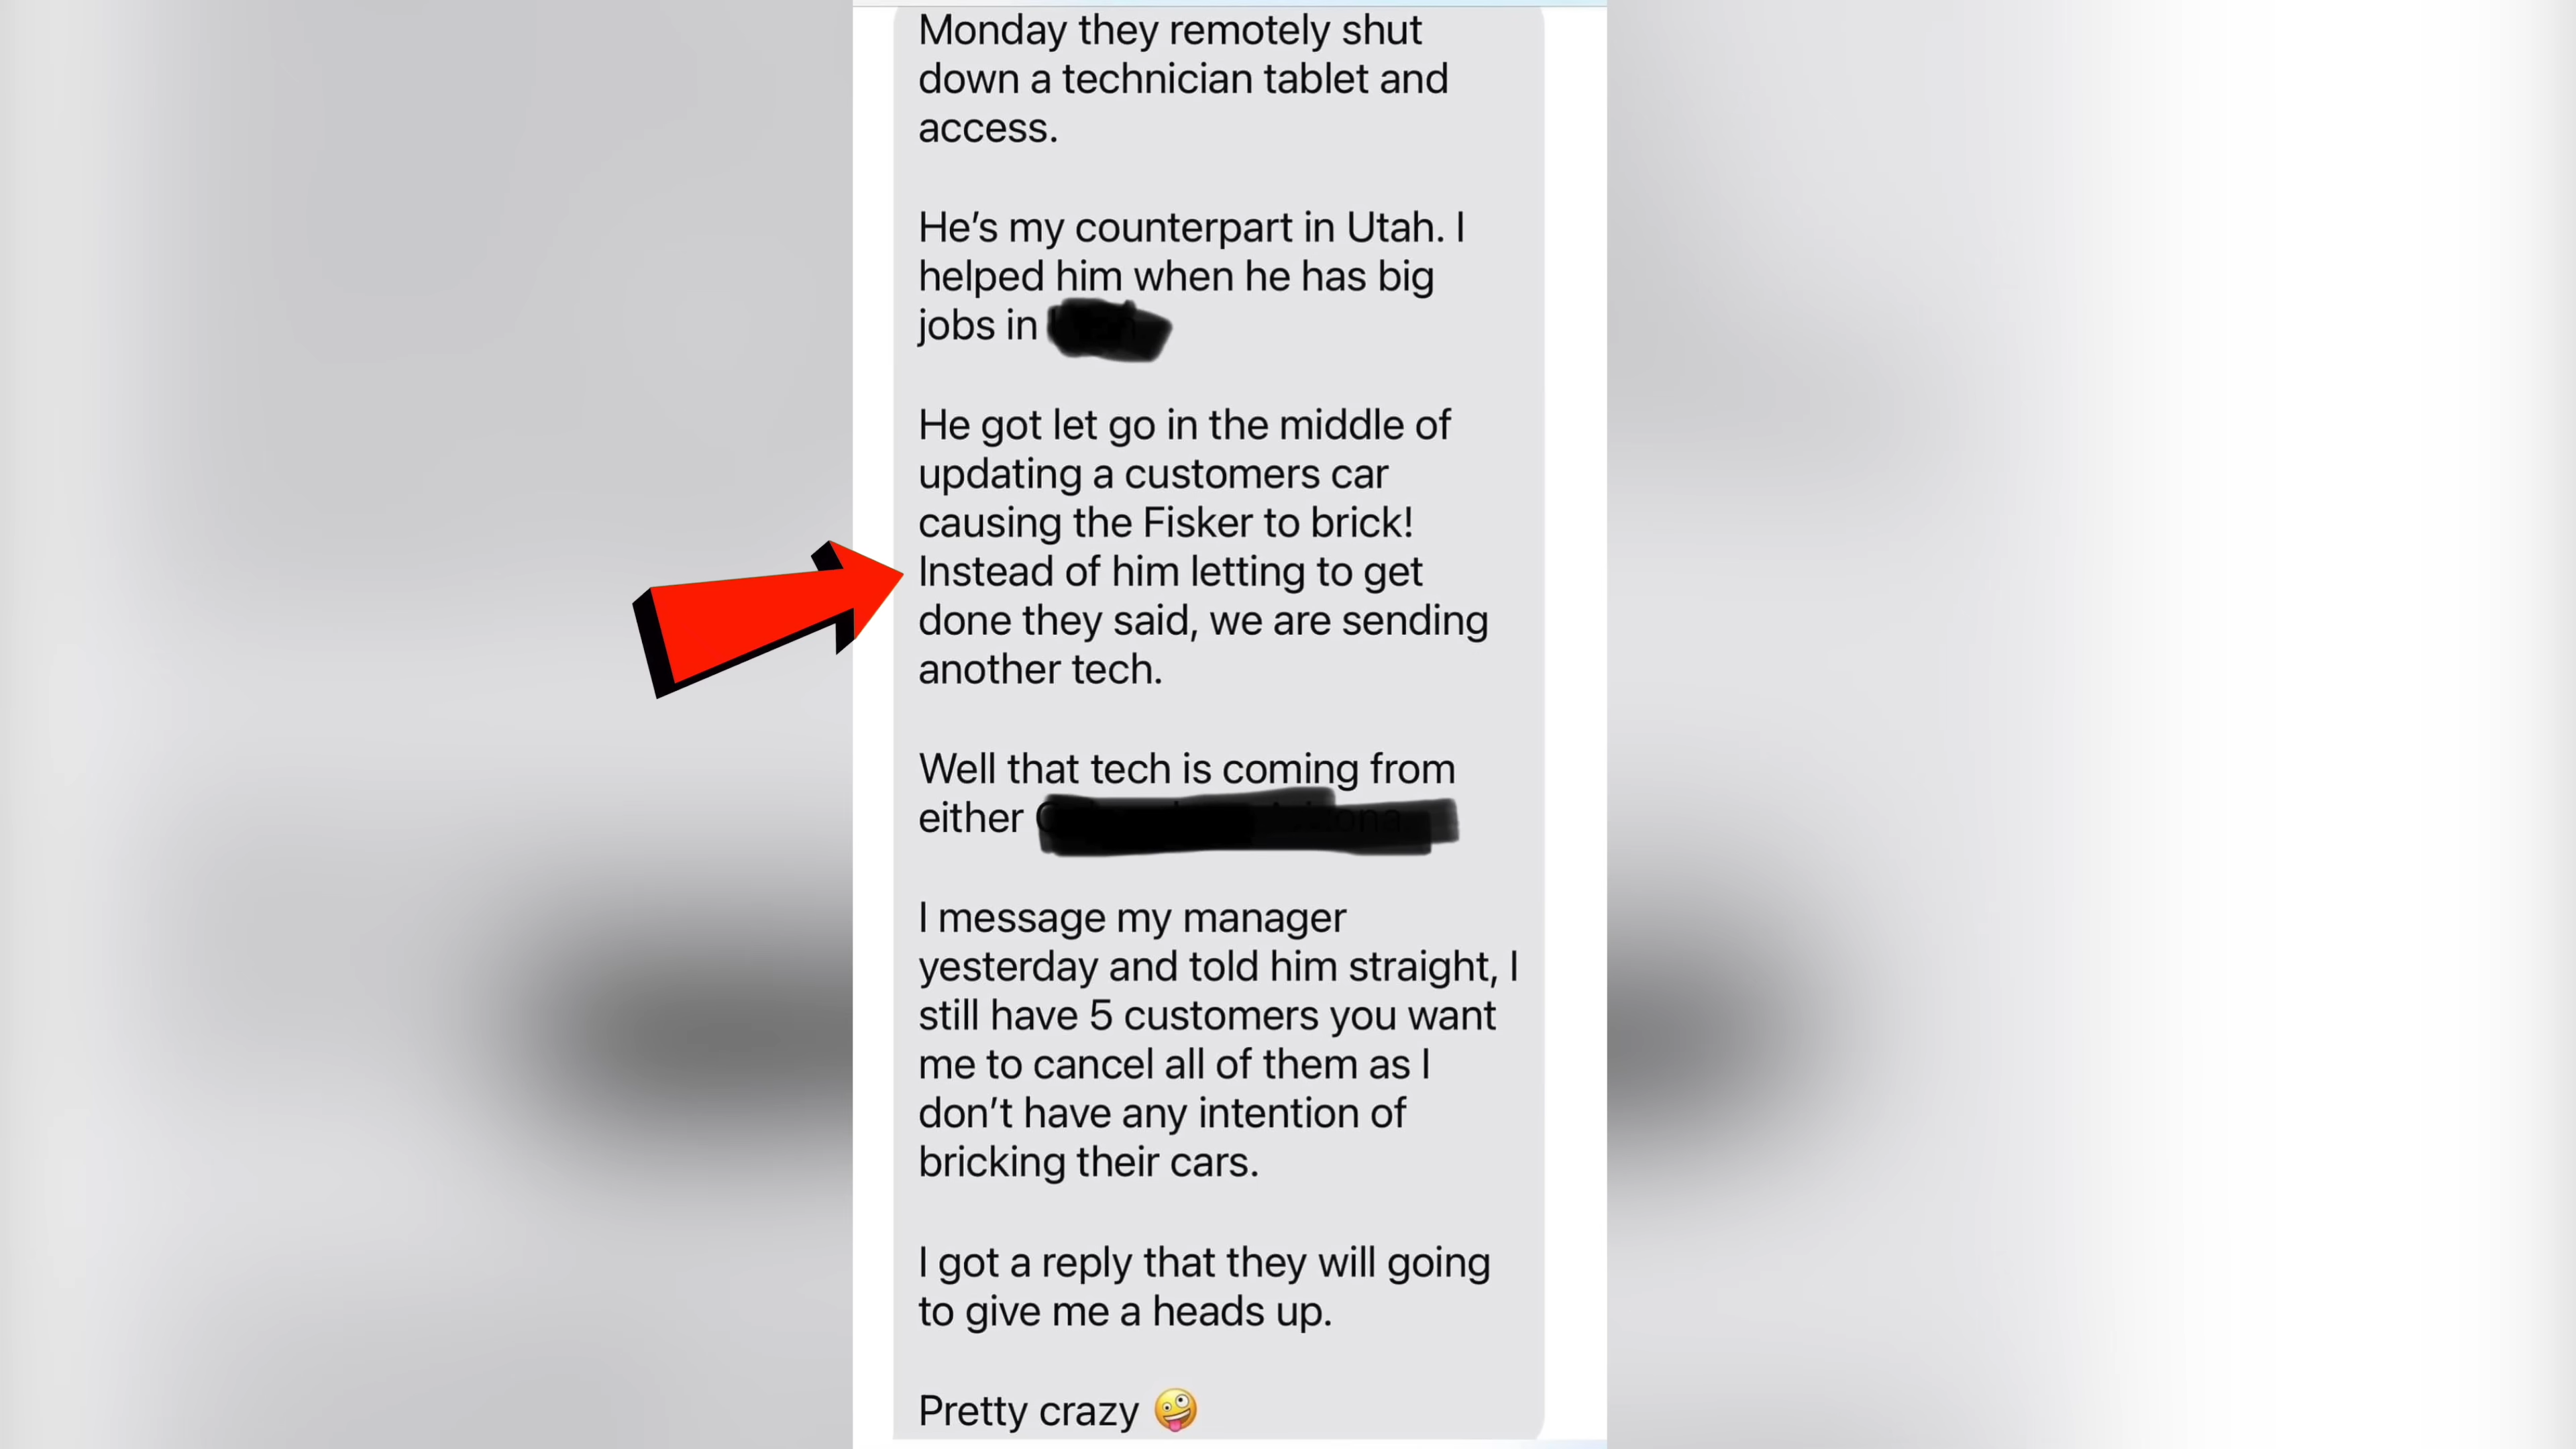 Monday they remotely shut
down a technician tablet and
access.
He’s my counterpart in Utah. I
helped him when he has big
jobs in
He got let go in the middle of
updating a customers car
causing the Fisker to brick!
Instead of him letting to get
done they said, we are sending
another tech.
Well that tech is coming from
either
I message my manager
yesterday and told him straight, I
still have 5 customers you want
me to cancel all of them as I
don’t have any intention of
bricking their cars.
I got a reply that they will going
to give me a heads up.
Pretty crazy 🤪